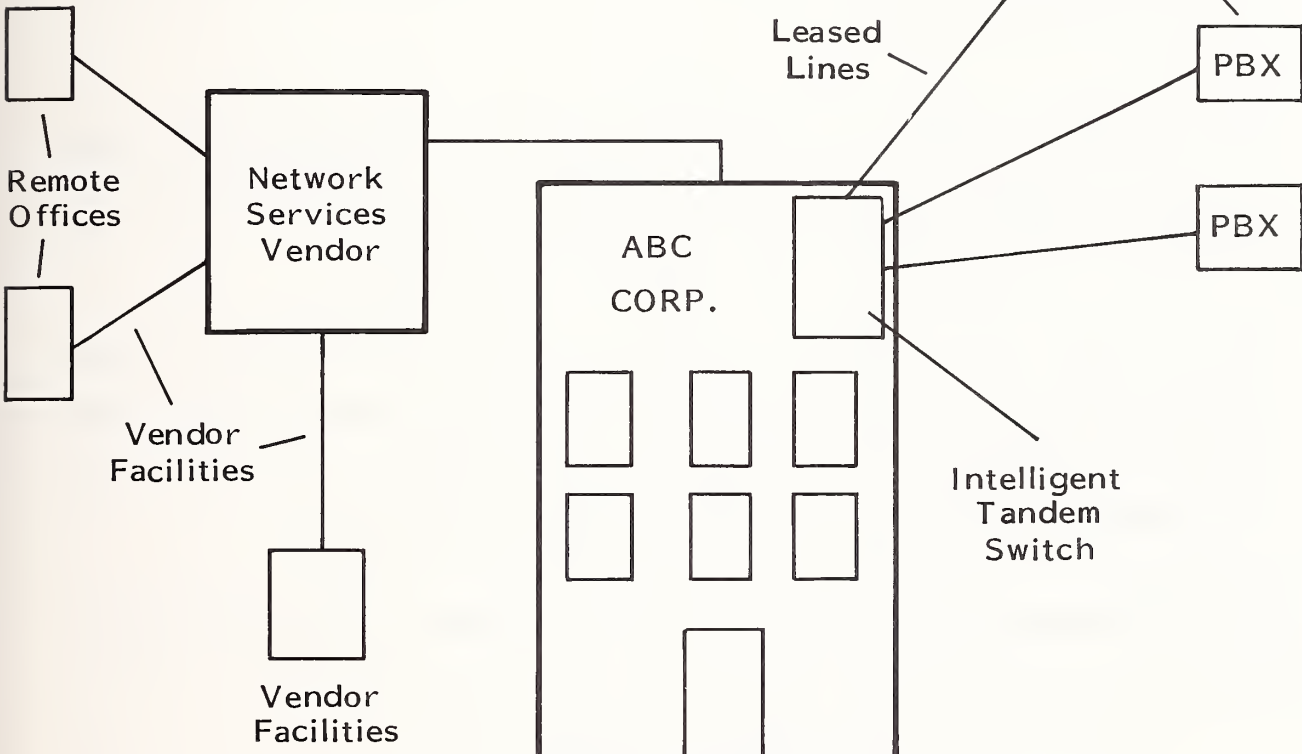 Leased
Lines
PBX
Remote
Offices
Network
Services
Vendor
ABC
CORP.
PBX
Vendor
Facilities
Intelligent
Tandem
Switch
Vendor
Facilities